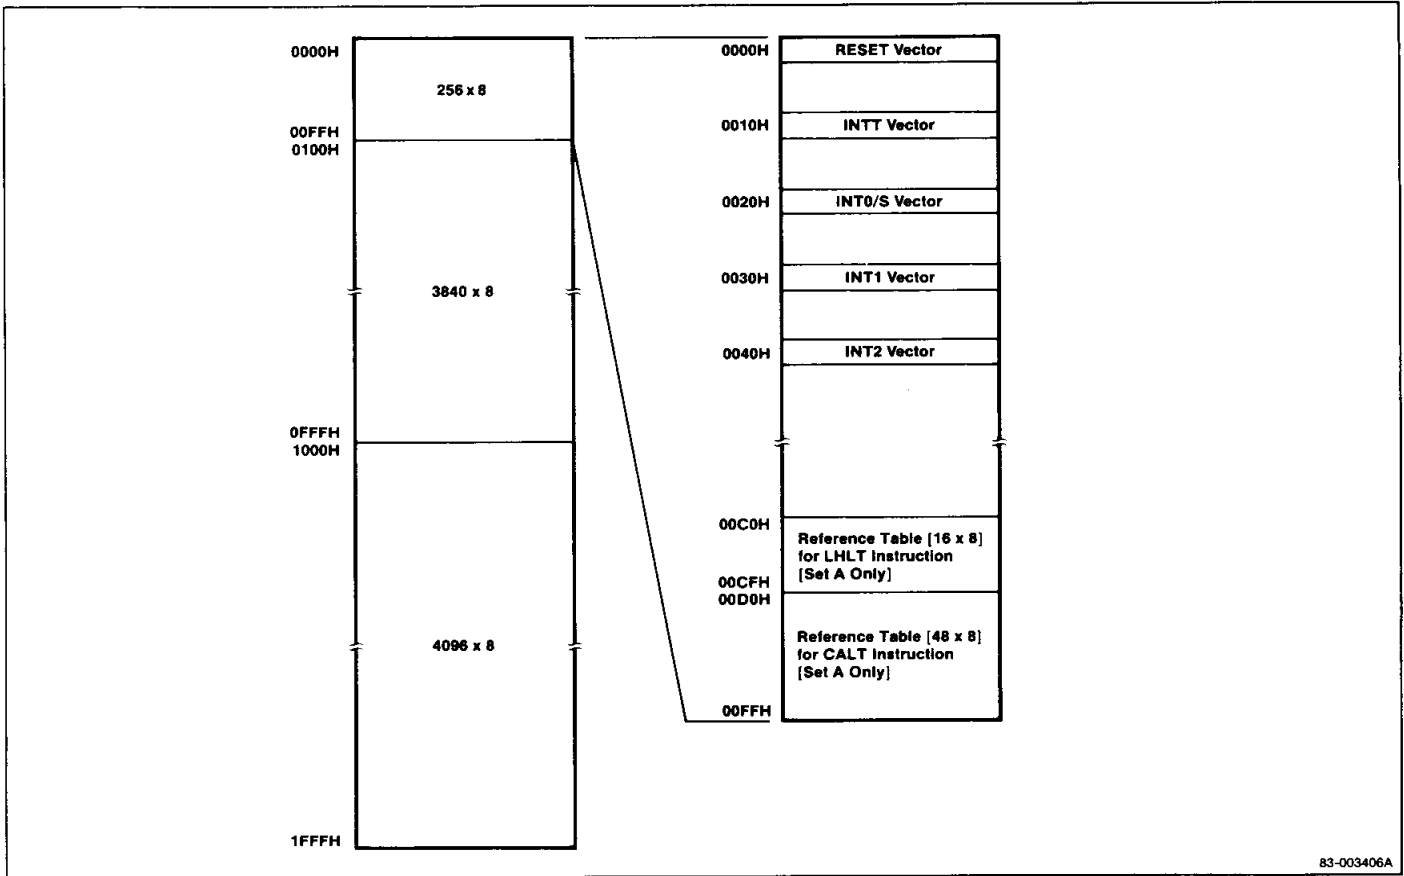 0000H
256 x 8
00FFH
0100H
3840 x 8
0FFFH
1000H
4096 x 8
1FFFH
0000H
RESET Vector
0010H
INTT Vector
0020H
INT0/S Vector
0030H
INT1 Vector
0040H
INT2 Vector
00C0H
Reference Table [16 x 8]
for LHLT Instruction
[Set A Only]
00CFH
00D0H
Reference Table [48 x 8]
for CALT Instruction
[Set A Only]
00FFH
83-003406A